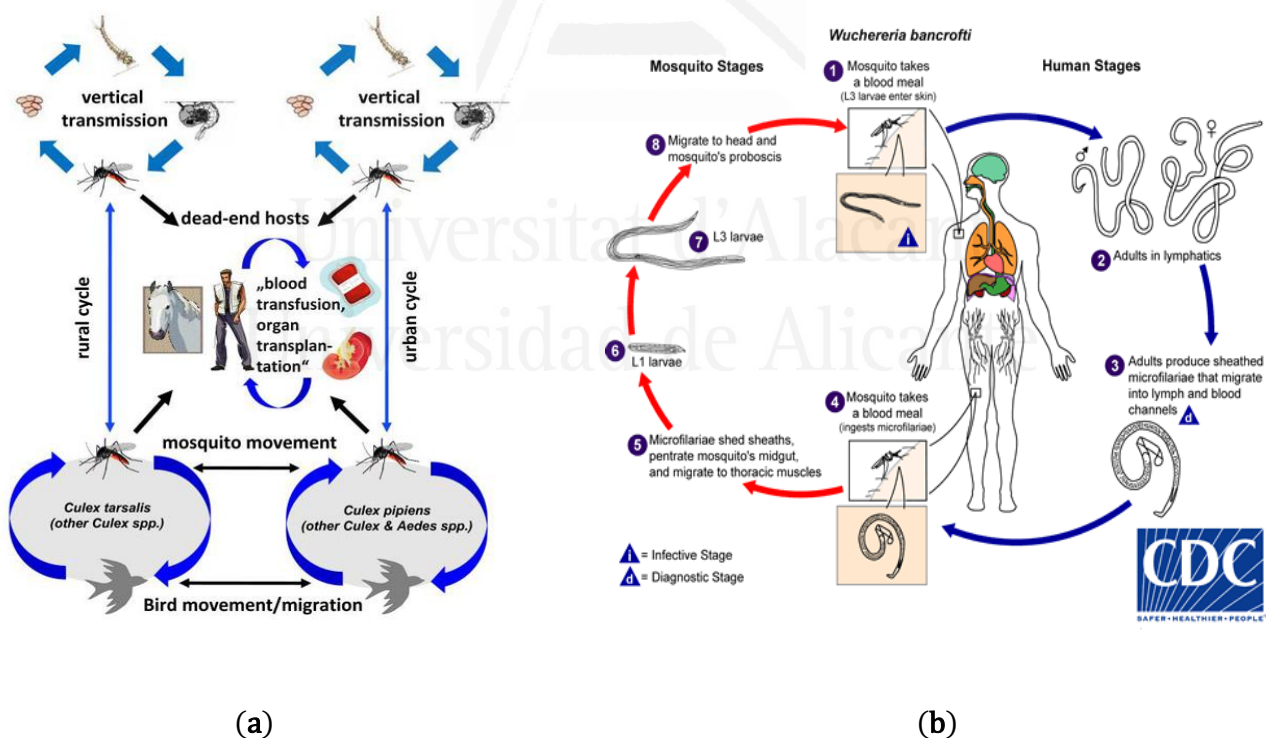 vertical
transmission
vertical
transmission
dead-end hosts
rural cycle
„blood
transfusion,
organ
transplan-
tation“
urban cycle
mosquito movement
Culex tarsalis
(other Culex spp.)
Culex pipiens
(other Culex & Aedes spp.)
Bird movement/migration
(a)
Wuchereria bancrofti
Mosquito Stages
Human Stages
1 Mosquito takes
a blood meal
(L3 larvae enter skin)
i
♂
♀
2 Adults in lymphatics
3 Adults produce sheathed
microfilariae that migrate
into lymph and blood
channels d
4 Mosquito takes
a blood meal
(ingests microfilariae)
5 Microfilariae shed sheaths,
pentrate mosquito's midgut,
and migrate to thoracic muscles
6
L1 larvae
7 L3 larvae
8 Migrate to head and
mosquito's proboscis
i = Infective Stage
d = Diagnostic Stage
CDC
SAFER • HEALTHIER • PEOPLE™
(b)
Universitat d'Alacant
Universidad de Alicante